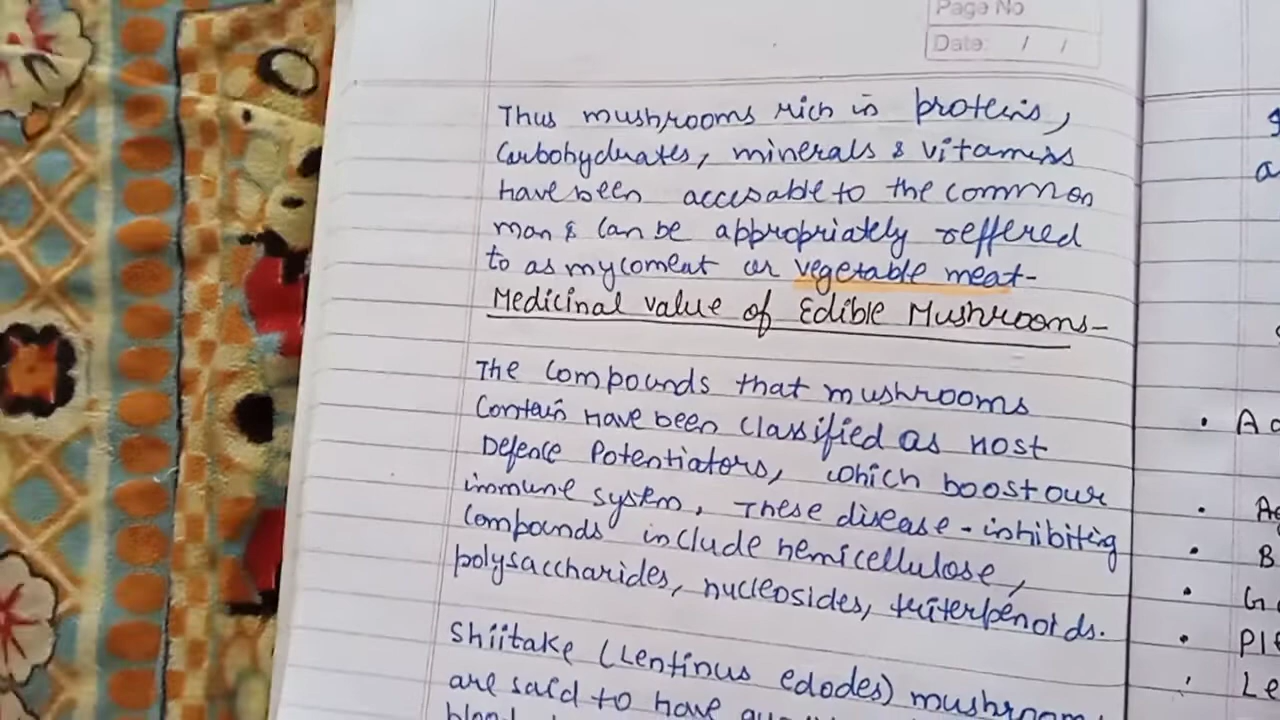 Page No
Date: / /
Thus mushrooms rich in proteins,
Carbohydrates, minerals & vitamins
have been accesable to the common
man & can be appropriately reffered
to as mycomeat or vegetable meat-
Medicinal value of Edible Mushrooms-
The compounds that mushrooms
Contain have been classified as host
Defence Potentiators, which boost our
immune system, These disease-inhibiting
compounds include hemicellulose,
polysaccharides, nucleosides, triterpenoids.
Shiitake (Lentinus edodes) mushroom
are said to have
blood